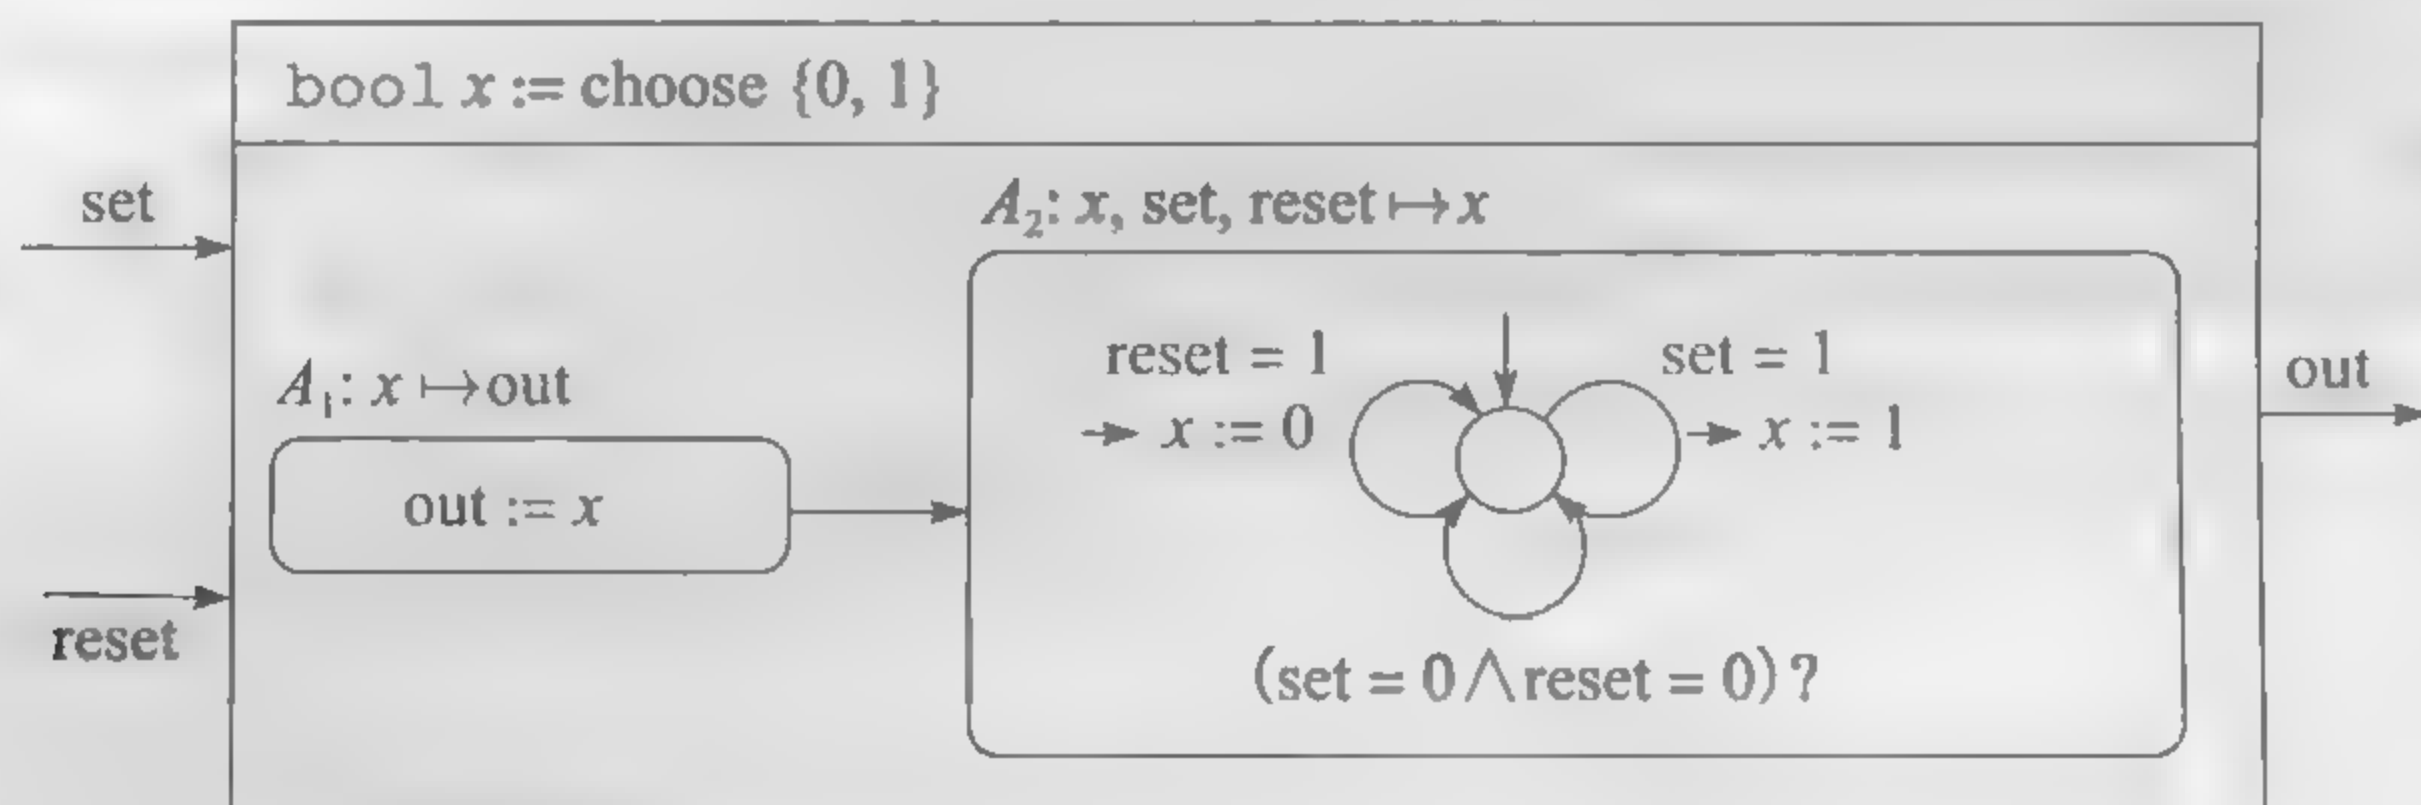 bool x := choose {0, 1}
set
A₂: x, set, reset ↦ x
reset = 1
→ x := 0
set = 1
→ x := 1
A₁: x ↦ out
out := x
out
reset
(set = 0 ∧ reset = 0)?